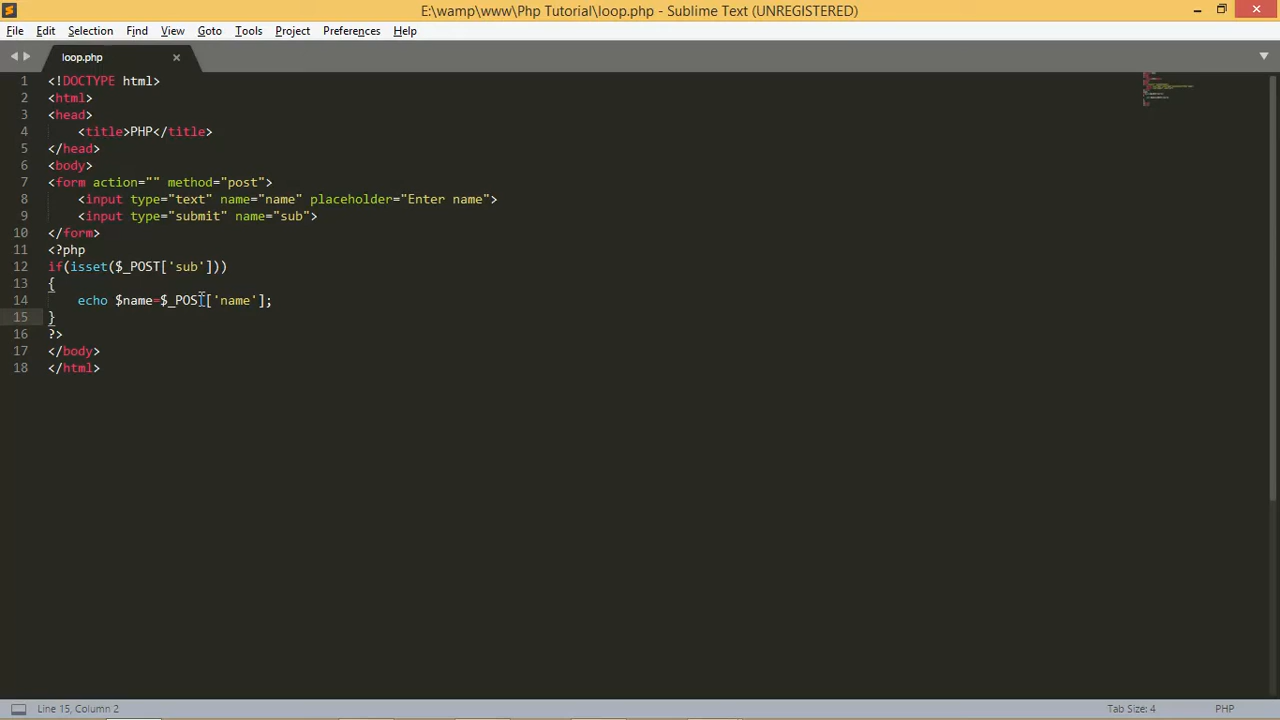 E:\wamp\www\Php Tutorial\loop.php - Sublime Text (UNREGISTERED)
File Edit Selection Find View Goto Tools Project Preferences Help
loop.php
1 <!DOCTYPE html>
2 <html>
3 <head>
4     <title>PHP</title>
5 </head>
6 <body>
7 <form action="" method="post">
8     <input type="text" name="name" placeholder="Enter name">
9     <input type="submit" name="sub">
10 </form>
11 <?php
12 if(isset($_POST['sub']))
13 {
14     echo $name=$_POST['name'];
15 }
16 ?>
17 </body>
18 </html>
Line 15, Column 2 Tab Size: 4 PHP